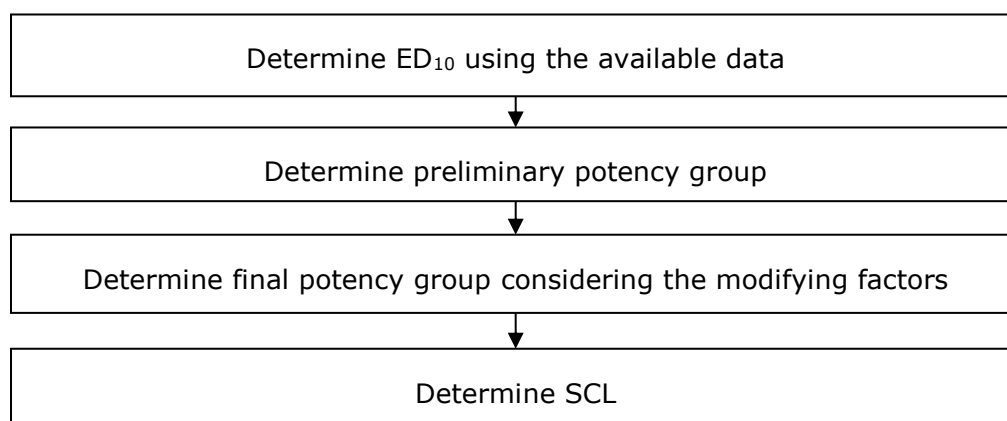 Determine ED₁₀ using the available data
Determine preliminary potency group
Determine final potency group considering the modifying factors
Determine SCL